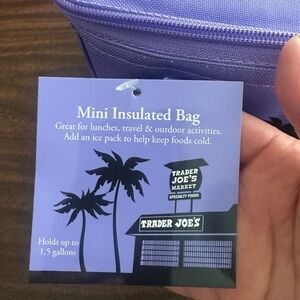 Mini Insulated Bag
Great for lunches, travel & outdoor activities.
Add an ice pack to help keep foods cold.
TRADER
JOE'S
MARKET
SPECIALTY FOODS
TRADER JOE'S
Holds up to
1.5 gallons